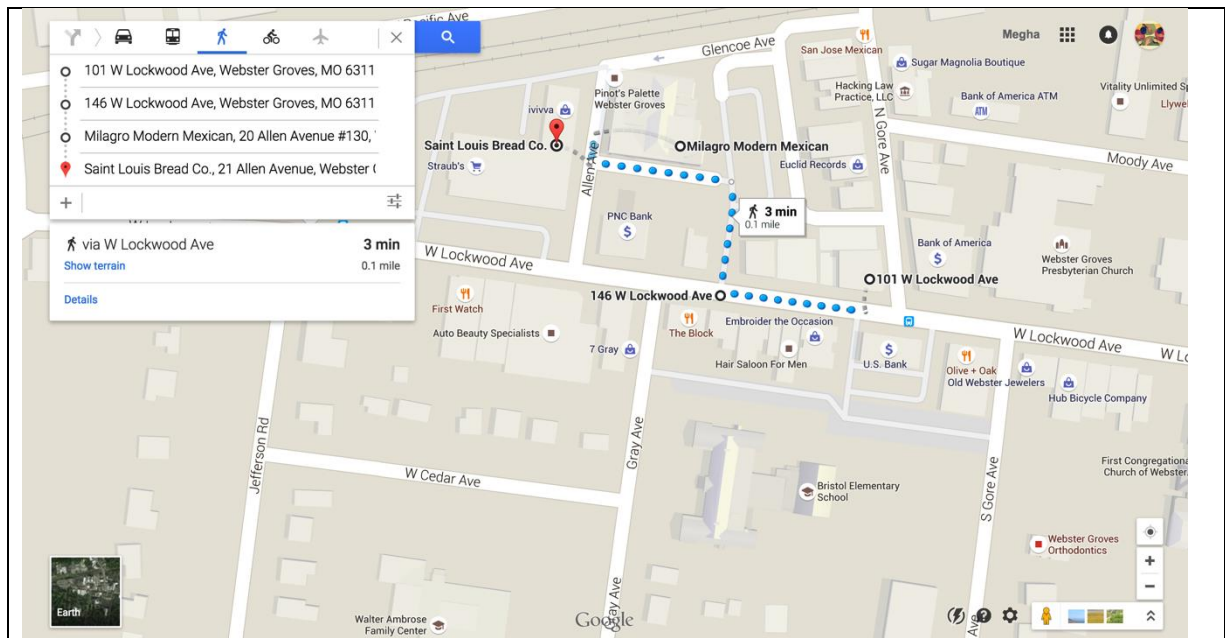 Pacific Ave
Megha
101 W Lockwood Ave, Webster Groves, MO 6311
146 W Lockwood Ave, Webster Groves, MO 6311
Milagro Modern Mexican, 20 Allen Avenue #130,
Saint Louis Bread Co., 21 Allen Avenue, Webster
via W Lockwood Ave
3 min
Show terrain
0.1 mile
Details
Glencoe Ave
San Jose Mexican
Sugar Magnolia Boutique
Hacking Law
Practice, LLC
Bank of America ATM
ATM
Vitality Unlimited
Llywe
Pinot's Palette
Webster Groves
ivivva
N Gore Ave
Saint Louis Bread Co.
Milagro Modern Mexican
Straub's
Allen Ave
Euclid Records
Moody Ave
PNC Bank
$
3 min
0.1 mile
Bank of America
$
Webster Groves
Presbyterian Church
W Lockwood Ave
101 W Lockwood Ave
146 W Lockwood Ave
First Watch
Auto Beauty Specialists
The Block
Embroider the Occasion
W Lockwood Ave
7 Gray
Hair Saloon For Men
$
U.S. Bank
Olive + Oak
Old Webster Jewelers
Hub Bicycle Company
Jefferson Rd
Gray Ave
W Cedar Ave
Bristol Elementary
School
S Gore Ave
First Congregationa
Church of Webster
Webster Groves
Orthodontics
Earth
Walter Ambrose
Family Center
Gray Ave
Google
Ave